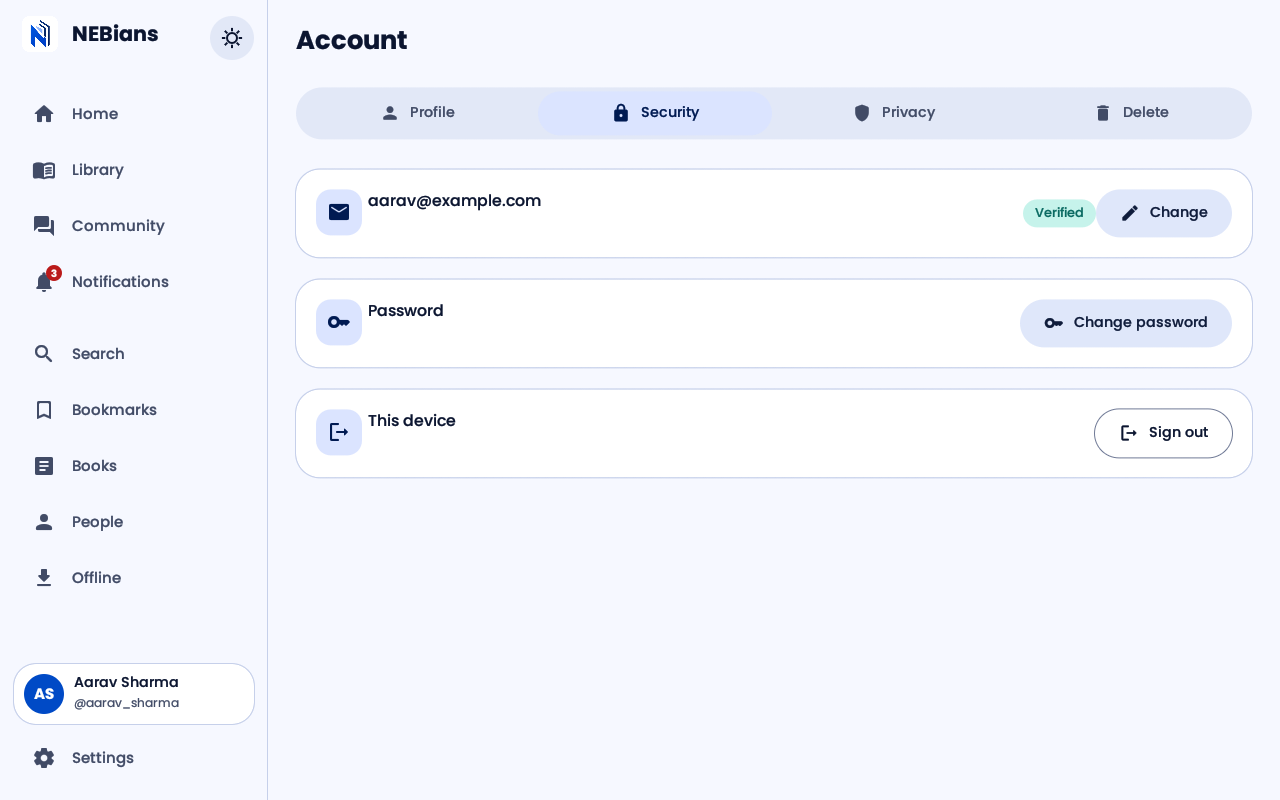 NEBians
Home
Library
Community
3
Notifications
Search
Bookmarks
Books
People
Offline
AS
Aarav Sharma
@aarav_sharma
Settings
Account
Profile
Security
Privacy
Delete
aarav@example.com
Verified
Change
Password
Change password
This device
Sign out